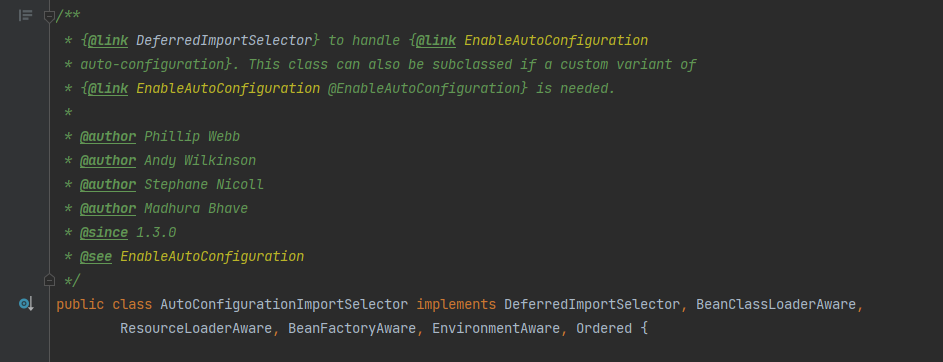 /**
 * {@link DeferredImportSelector} to handle {@link EnableAutoConfiguration
 * auto-configuration}. This class can also be subclassed if a custom variant of
 * {@link EnableAutoConfiguration @EnableAutoConfiguration} is needed.
 *
 * @author Phillip Webb
 * @author Andy Wilkinson
 * @author Stephane Nicoll
 * @author Madhura Bhave
 * @since 1.3.0
 * @see EnableAutoConfiguration
 */
public class AutoConfigurationImportSelector implements DeferredImportSelector, BeanClassLoaderAware,
        ResourceLoaderAware, BeanFactoryAware, EnvironmentAware, Ordered {